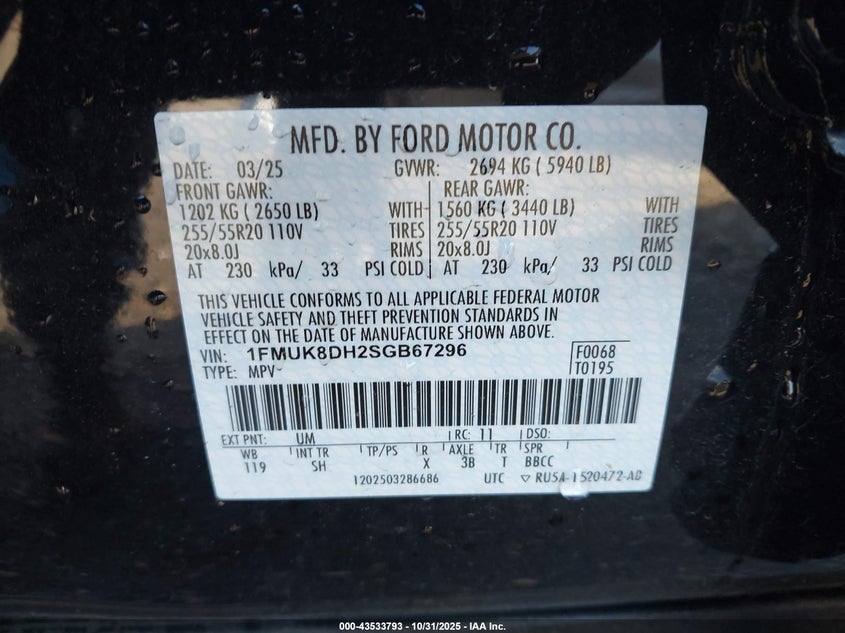 MFD. BY FORD MOTOR CO.
DATE: 03/25 GVWR: 2694 KG ( 5940 LB)
FRONT GAWR: REAR GAWR:
1202 KG ( 2650 LB) WITH 1560 KG ( 3440 LB) WITH
255/55R20 110V TIRES 255/55R20 110V TIRES
20x8.0J RIMS 20x8.0J RIMS
AT 230 kPa/ 33 PSI COLD AT 230 kPa/ 33 PSI COLD
THIS VEHICLE CONFORMS TO ALL APPLICABLE FEDERAL MOTOR
VEHICLE SAFETY AND THEFT PREVENTION STANDARDS IN
EFFECT ON THE DATE OF MANUFACTURE SHOWN ABOVE.
VIN: 1FMUK8DH2SGB67296 F0068
TYPE: MPV T0195
EXT PNT: UM RC: 11 DSO:
WB INT TR TP/PS R AXLE TR SPR
119 SH X 3B T BBCC
1202503286686 UTC ▽ RU5A-1520472-AB
000-43533793 - 10/31/2025 - IAA Inc.